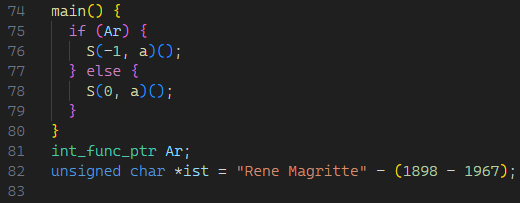 74 main() {
75   if (Ar) {
76     S(-1, a)();
77   } else {
78     S(0, a)();
79   }
80 }
81 int_func_ptr Ar;
82 unsigned char *ist = "Rene Magritte" - (1898 - 1967);
83